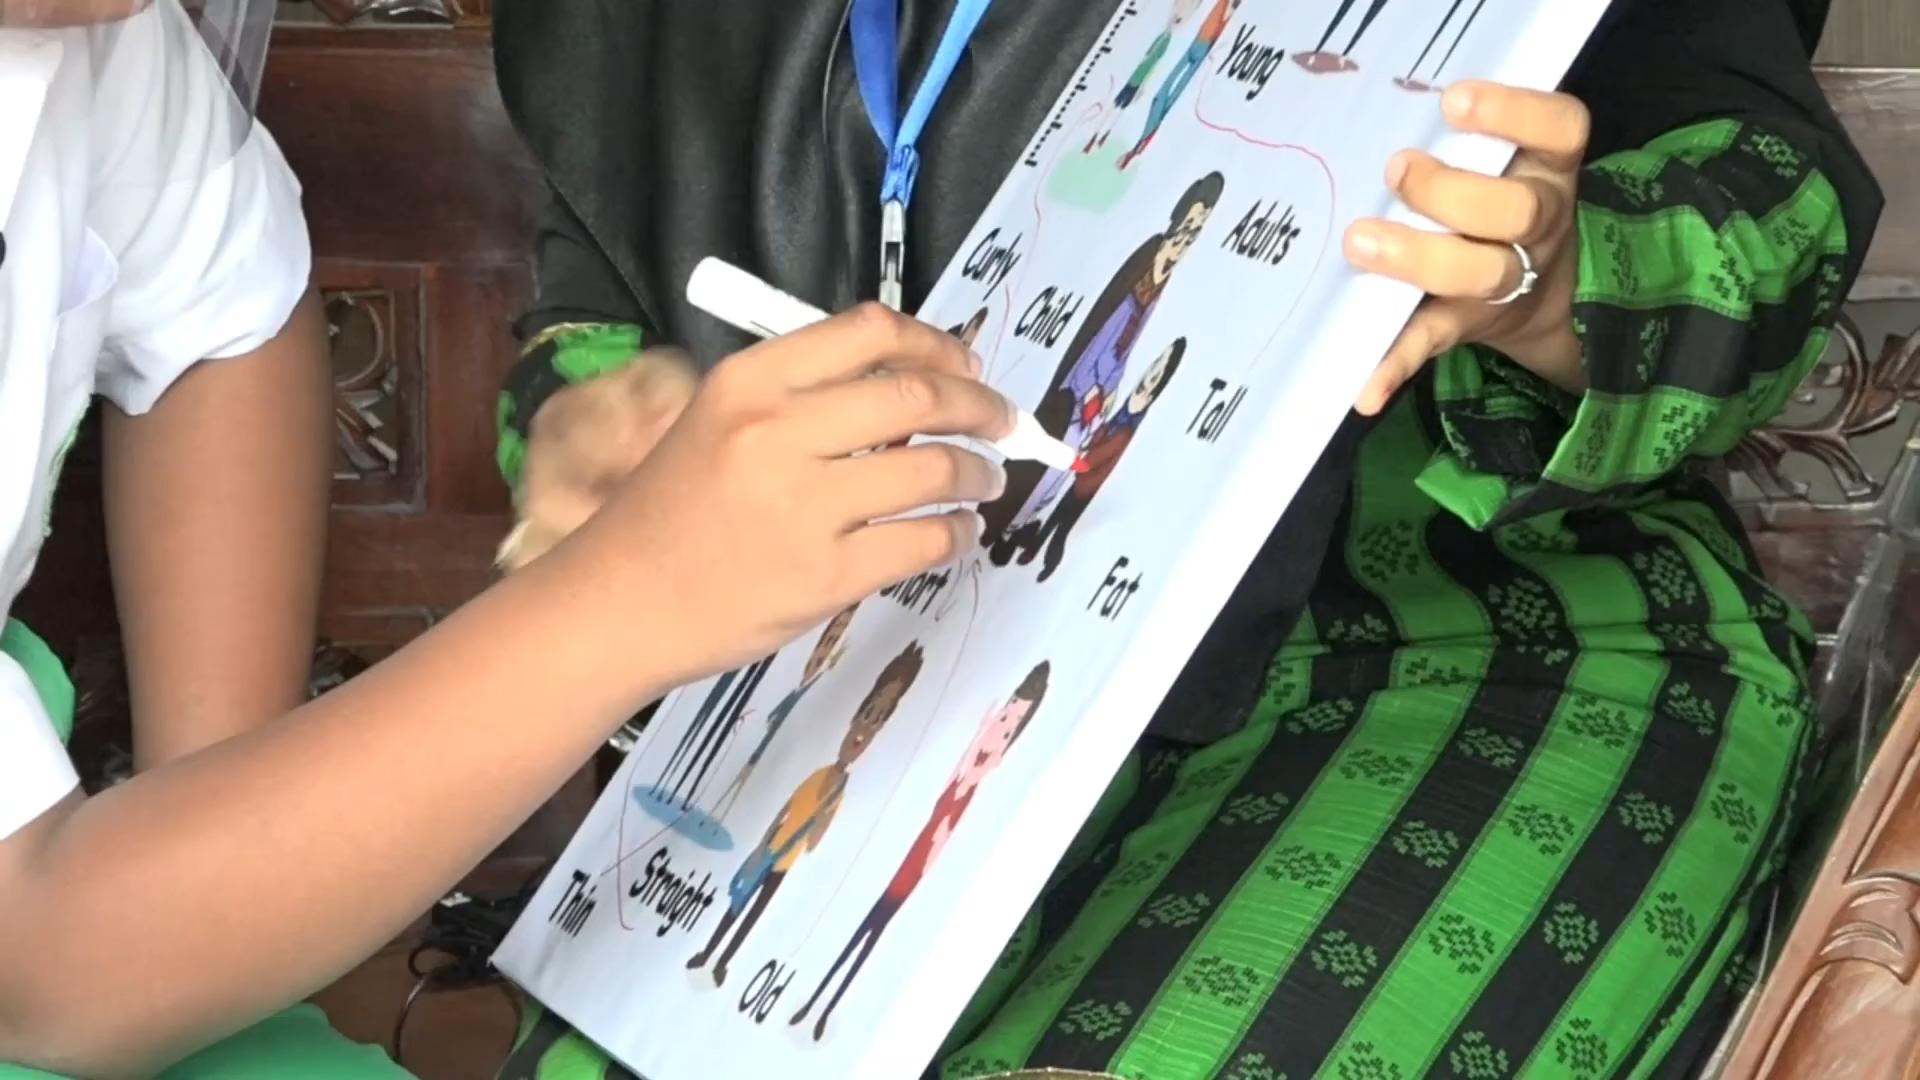 Young
Adults
Curly
Child
Tall
Short
Fat
Thin
Straight
Old